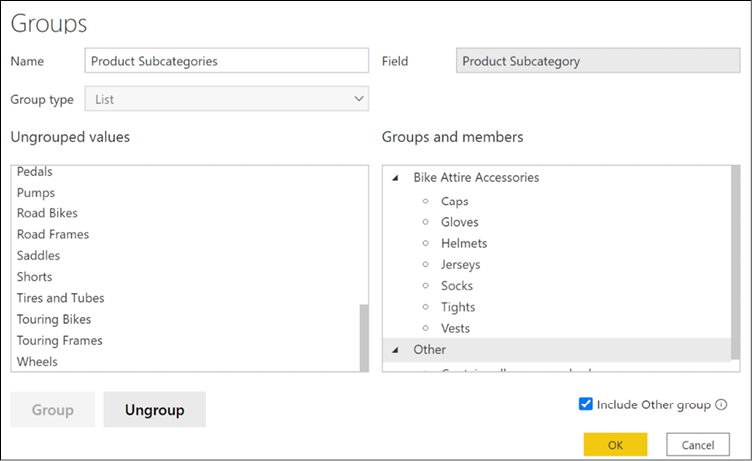 Groups
Name Product Subcategories Field Product Subcategory
Group type List
Ungrouped values
Pedals
Pumps
Road Bikes
Road Frames
Saddles
Shorts
Tires and Tubes
Touring Bikes
Touring Frames
Wheels
Groups and members
Bike Attire Accessories
Caps
Gloves
Helmets
Jerseys
Socks
Tights
Vests
Other
Group Ungroup
Include Other group
OK Cancel